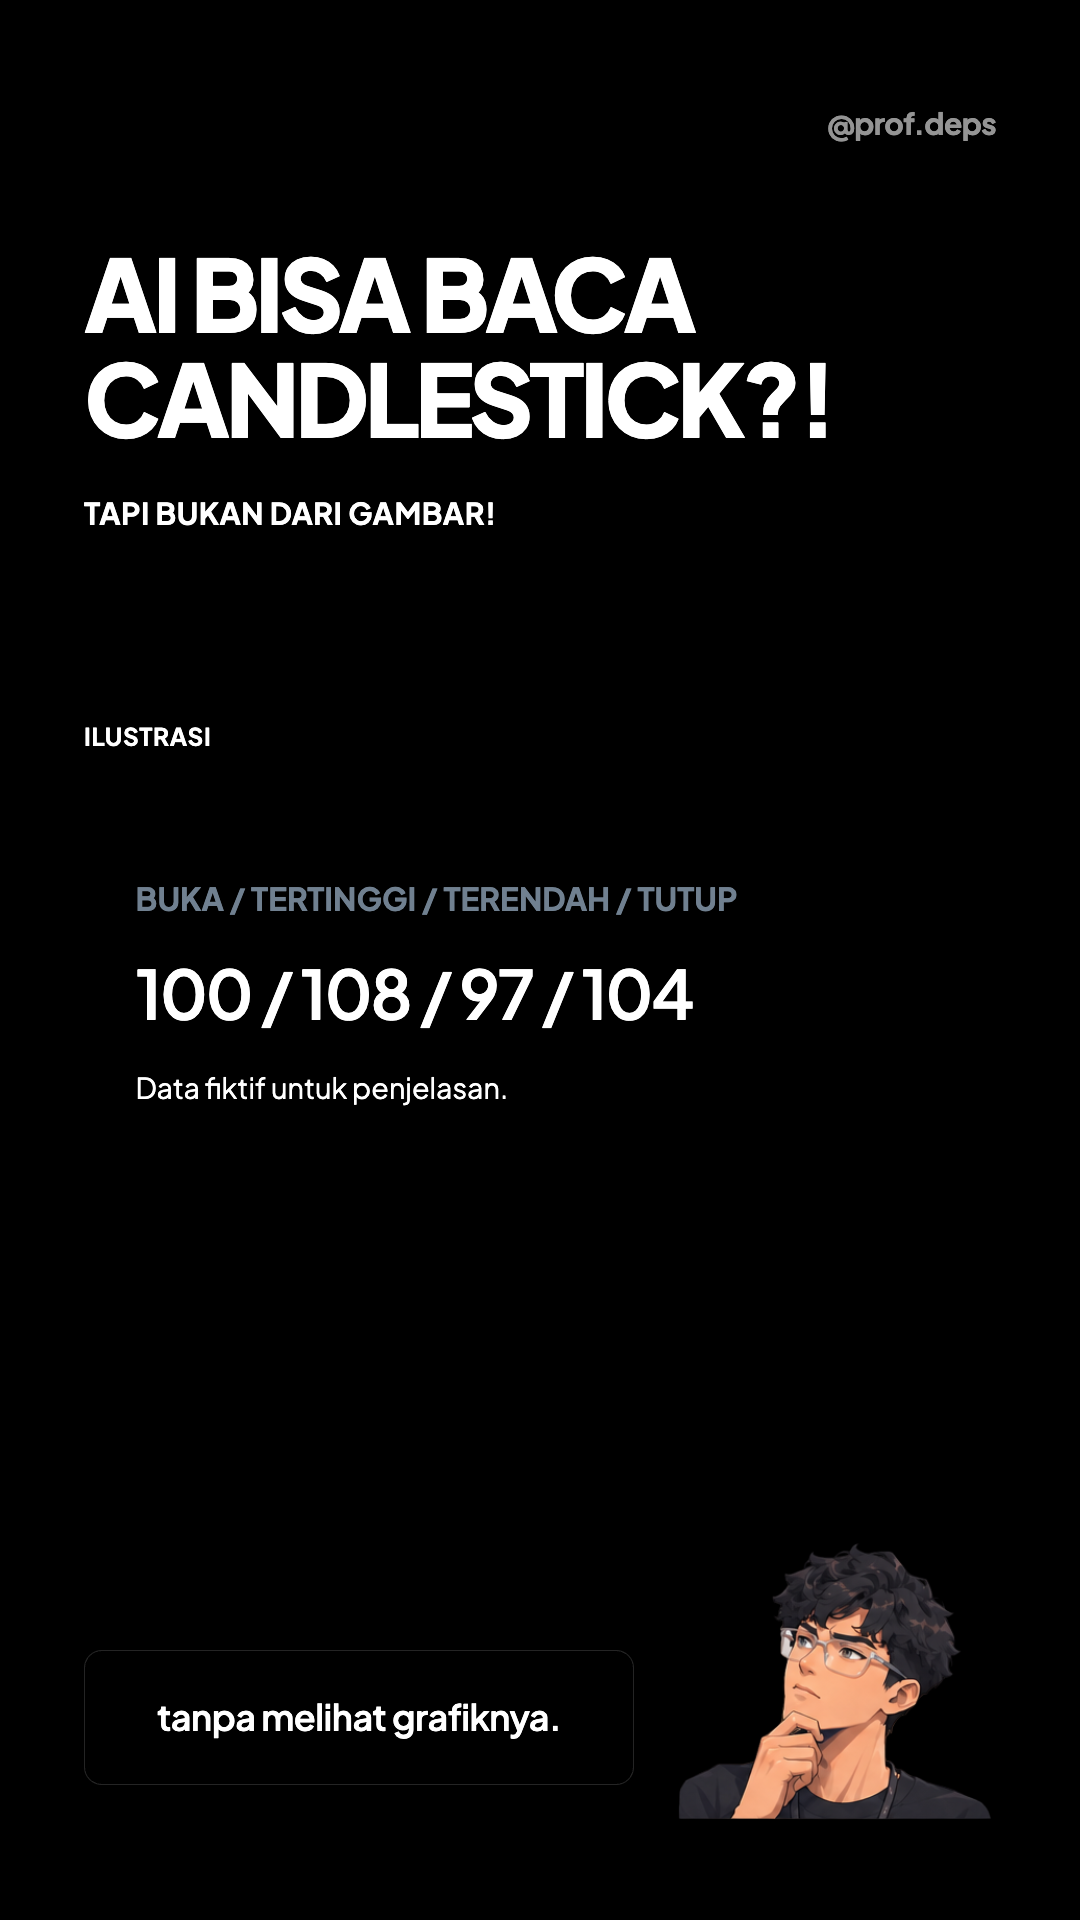 @prof.deps
AI BISA BACA
CANDLESTICK?!
TAPI BUKAN DARI GAMBAR!
ILUSTRASI
BUKA / TERTINGGI / TERENDAH / TUTUP
100 / 108 / 97 / 104
Data fiktif untuk penjelasan.
tanpa melihat grafiknya.